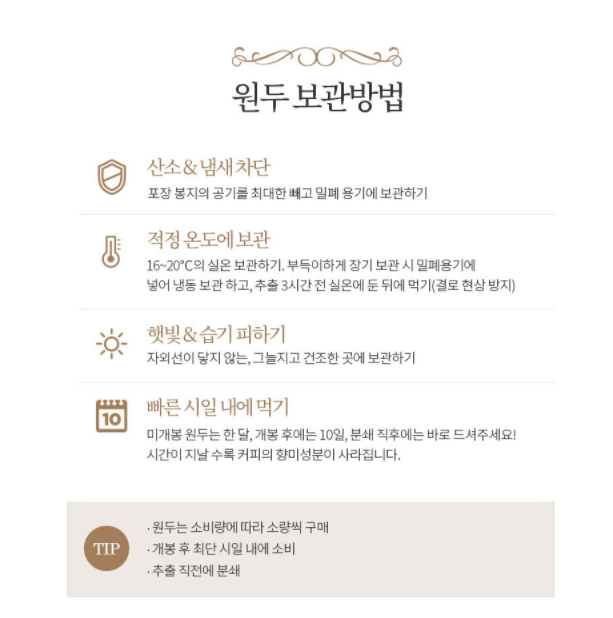 원두 보관방법
산소 & 냄새 차단
포장 봉지의 공기를 최대한 빼고 밀폐 용기에 보관하기
적정 온도에 보관
16~20℃의 실온 보관하기. 부득이하게 장기 보관 시 밀폐용기에
넣어 냉동 보관 하고, 추출 3시간 전 실온에 둔 뒤에 먹기(결로 현상 방지)
햇빛 & 습기 피하기
자외선이 닿지 않는, 그늘지고 건조한 곳에 보관하기
10
빠른 시일 내에 먹기
미개봉 원두는 한 달, 개봉 후에는 10일, 분쇄 직후에는 바로 드셔주세요!
시간이 지날 수록 커피의 향미성분이 사라집니다.
TIP
· 원두는 소비량에 따라 소량씩 구매
· 개봉 후 최단 시일 내에 소비
· 추출 직전에 분쇄